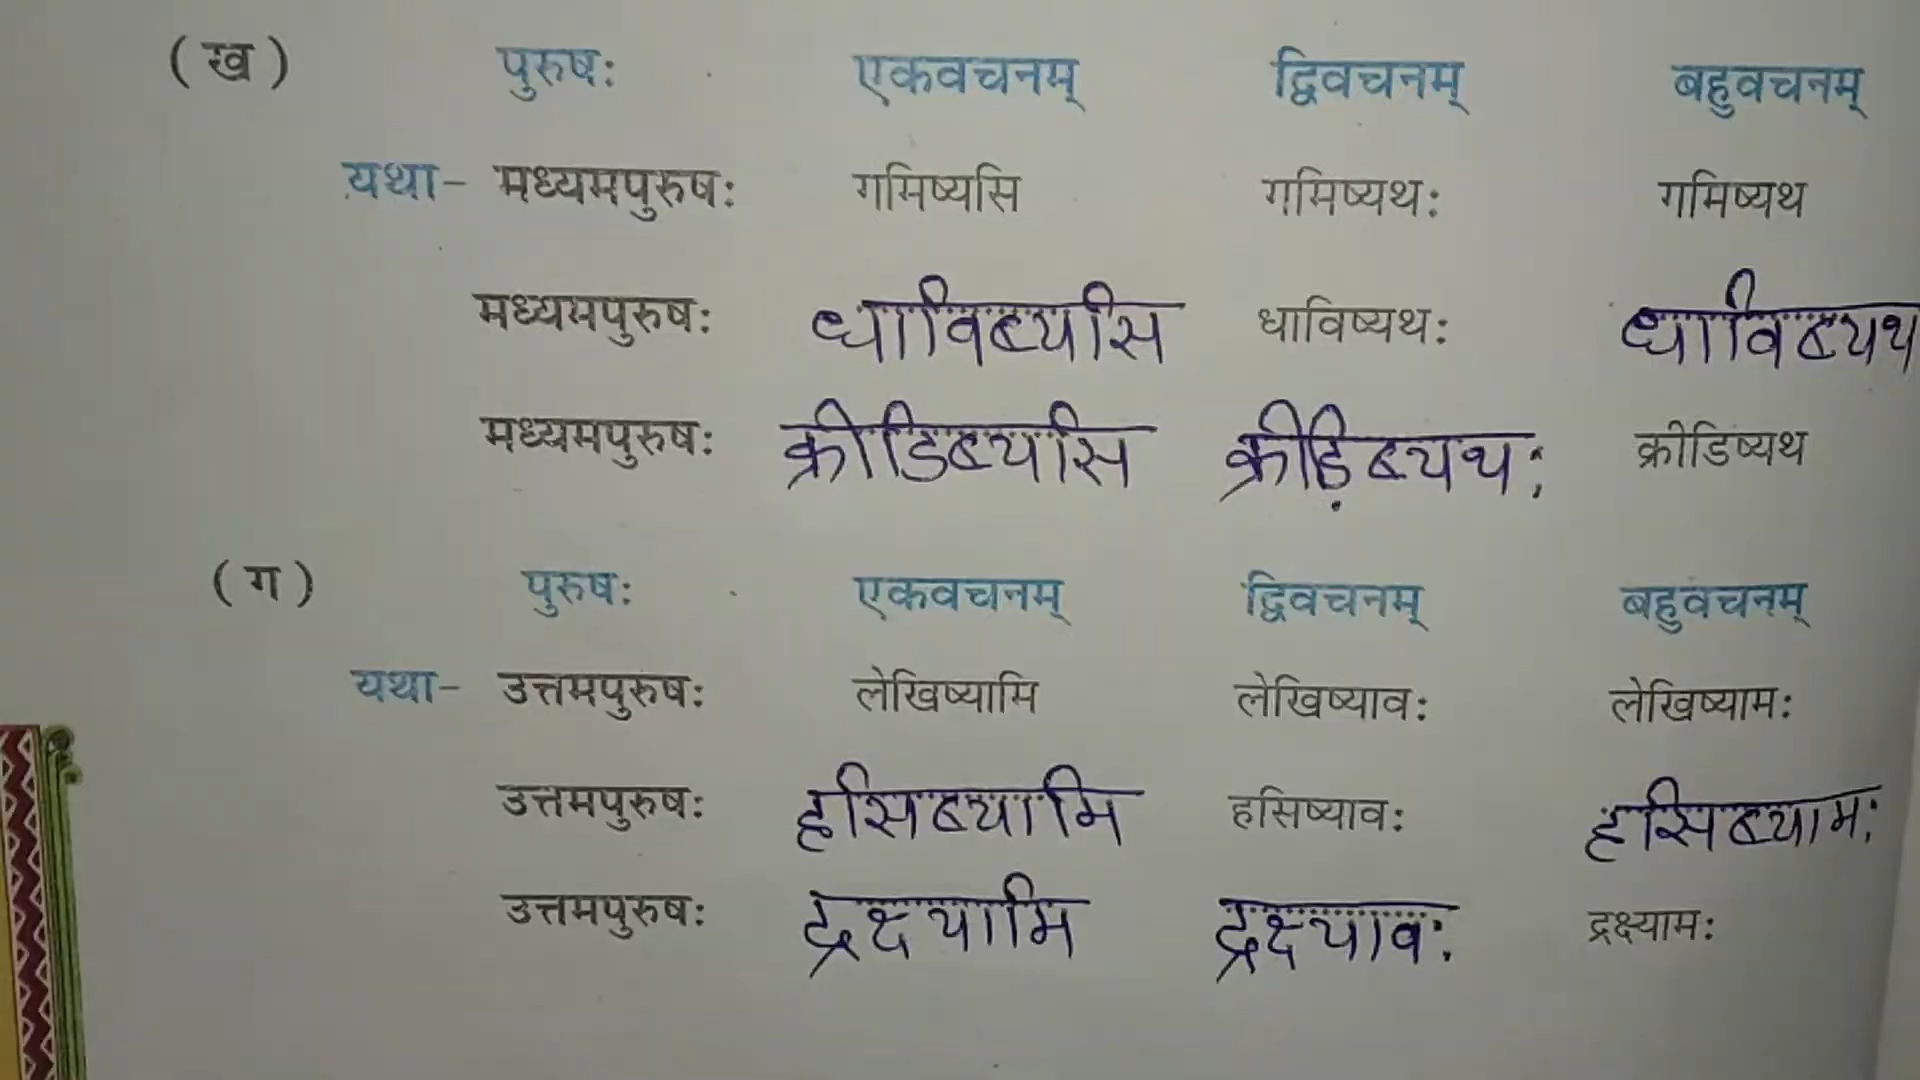 (ख) पुरुषः एकवचनम् द्विवचनम् बहुवचनम्
यथा- मध्यमपुरुषः गमिष्यसि गमिष्यथः गमिष्यथ
मध्यमपुरुषः धाविष्यसि धाविष्यथः धाविष्यथ
मध्यमपुरुषः क्रीडिष्यसि क्रीड़िष्यथः क्रीडिष्यथ
(ग) पुरुषः एकवचनम् द्विवचनम् बहुवचनम्
यथा- उत्तमपुरुषः लेखिष्यामि लेखिष्यावः लेखिष्यामः
उत्तमपुरुषः हसिष्यामि हसिष्यावः हसिष्यामः
उत्तमपुरुषः द्रक्ष्यामि द्रक्ष्यावः द्रक्ष्यामः